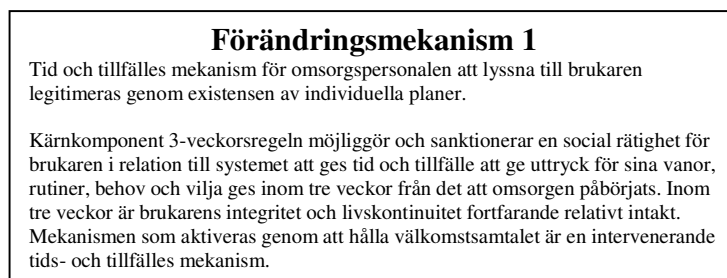 Förändringsmekanism 1
Tid och tillfälles mekanism för omsorgspersonalen att lyssna till brukaren
legitimeras genom existensen av individuella planer.
Kärnkomponent 3-veckorsregeln möjliggör och sanktionerar en social rätighet för
brukaren i relation till systemet att ges tid och tillfälle att ge uttryck för sina vanor,
rutiner, behov och vilja ges inom tre veckor från det att omsorgen påbörjats. Inom
tre veckor är brukarens integritet och livskontinuitet fortfarande relativt intakt.
Mekanismen som aktiveras genom att hålla välkomstsamtalet är en intervenerande
tids- och tillfälles mekanism.